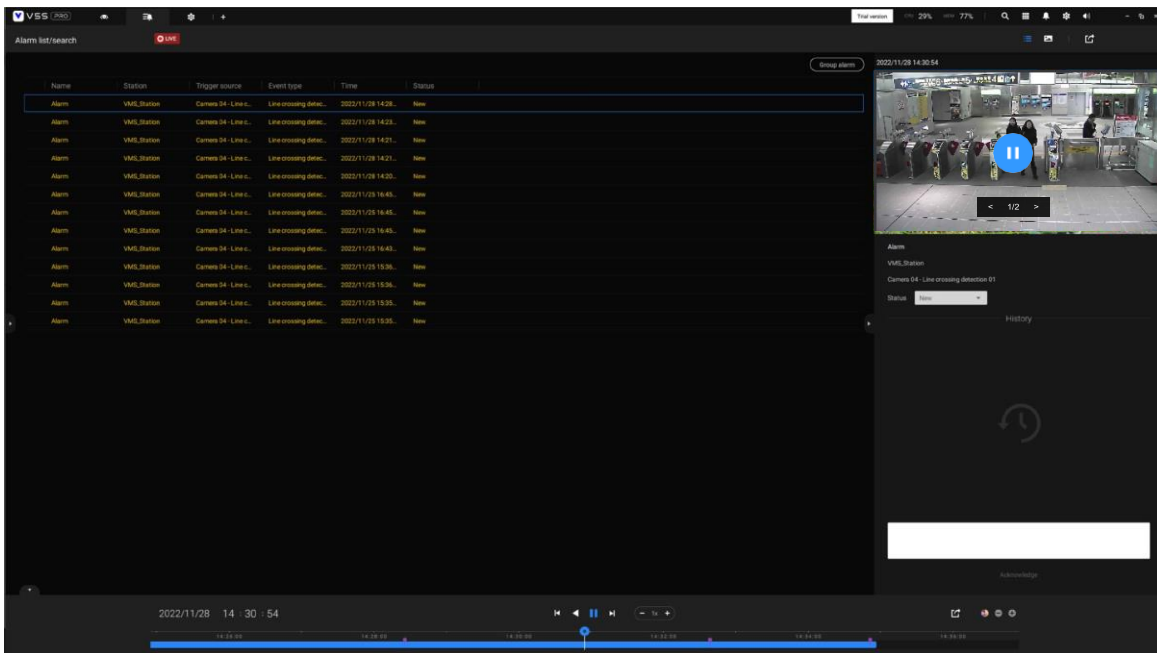 VSS PRO
Trial version CPU 29% MEM 77%
Alarm list/search LIVE
Group alarm
2022/11/28 14:30:54
Name Station Trigger source Event type Time Status
Alarm VMS_Station Camera 04 - Line c... Line crossing detec... 2022/11/28 14:28... New
Alarm VMS_Station Camera 04 - Line c... Line crossing detec... 2022/11/28 14:23... New
Alarm VMS_Station Camera 04 - Line c... Line crossing detec... 2022/11/28 14:21... New
Alarm VMS_Station Camera 04 - Line c... Line crossing detec... 2022/11/28 14:21... New
Alarm VMS_Station Camera 04 - Line c... Line crossing detec... 2022/11/28 14:20... New
Alarm VMS_Station Camera 04 - Line c... Line crossing detec... 2022/11/25 16:45... New
Alarm VMS_Station Camera 04 - Line c... Line crossing detec... 2022/11/25 16:45... New
Alarm VMS_Station Camera 04 - Line c... Line crossing detec... 2022/11/25 16:45... New
Alarm VMS_Station Camera 04 - Line c... Line crossing detec... 2022/11/25 16:43... New
Alarm VMS_Station Camera 04 - Line c... Line crossing detec... 2022/11/25 15:36... New
Alarm VMS_Station Camera 04 - Line c... Line crossing detec... 2022/11/25 15:36... New
Alarm VMS_Station Camera 04 - Line c... Line crossing detec... 2022/11/25 15:35... New
Alarm VMS_Station Camera 04 - Line c... Line crossing detec... 2022/11/25 15:35... New
< 1/2 >
Alarm
VMS_Station
Camera 04 - Line crossing detection 01
Status New
History
Acknowledge
2022/11/28 14 : 30 : 54
- 1x +
14:28:00 14:30:00 14:32:00 14:34:00 14:36:00